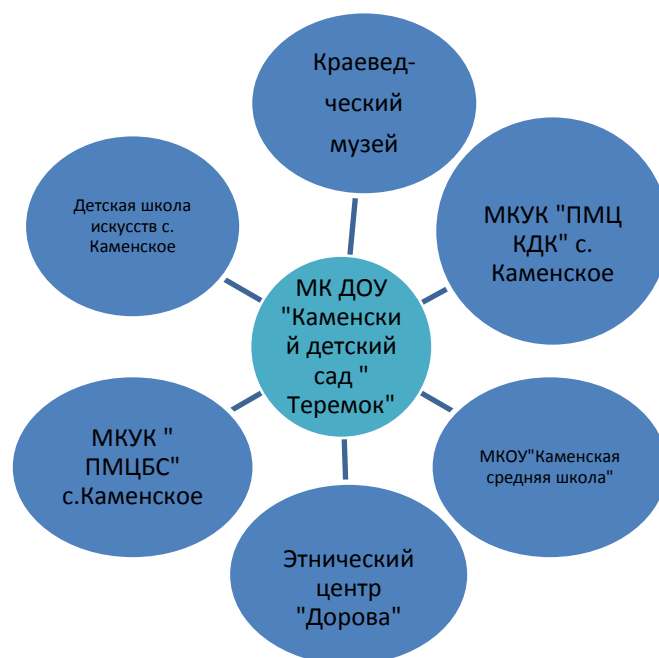 Краевед-
ческий
музей
Детская школа
искусств с.
Каменское
МКУК "ПМЦ
КДК" с.
Каменское
МК ДОУ
"Каменски
й детский
сад "
Теремок"
МКУК "
ПМЦБС"
с.Каменское
МКОУ"Каменская
средняя школа"
Этнический
центр
"Дорова"